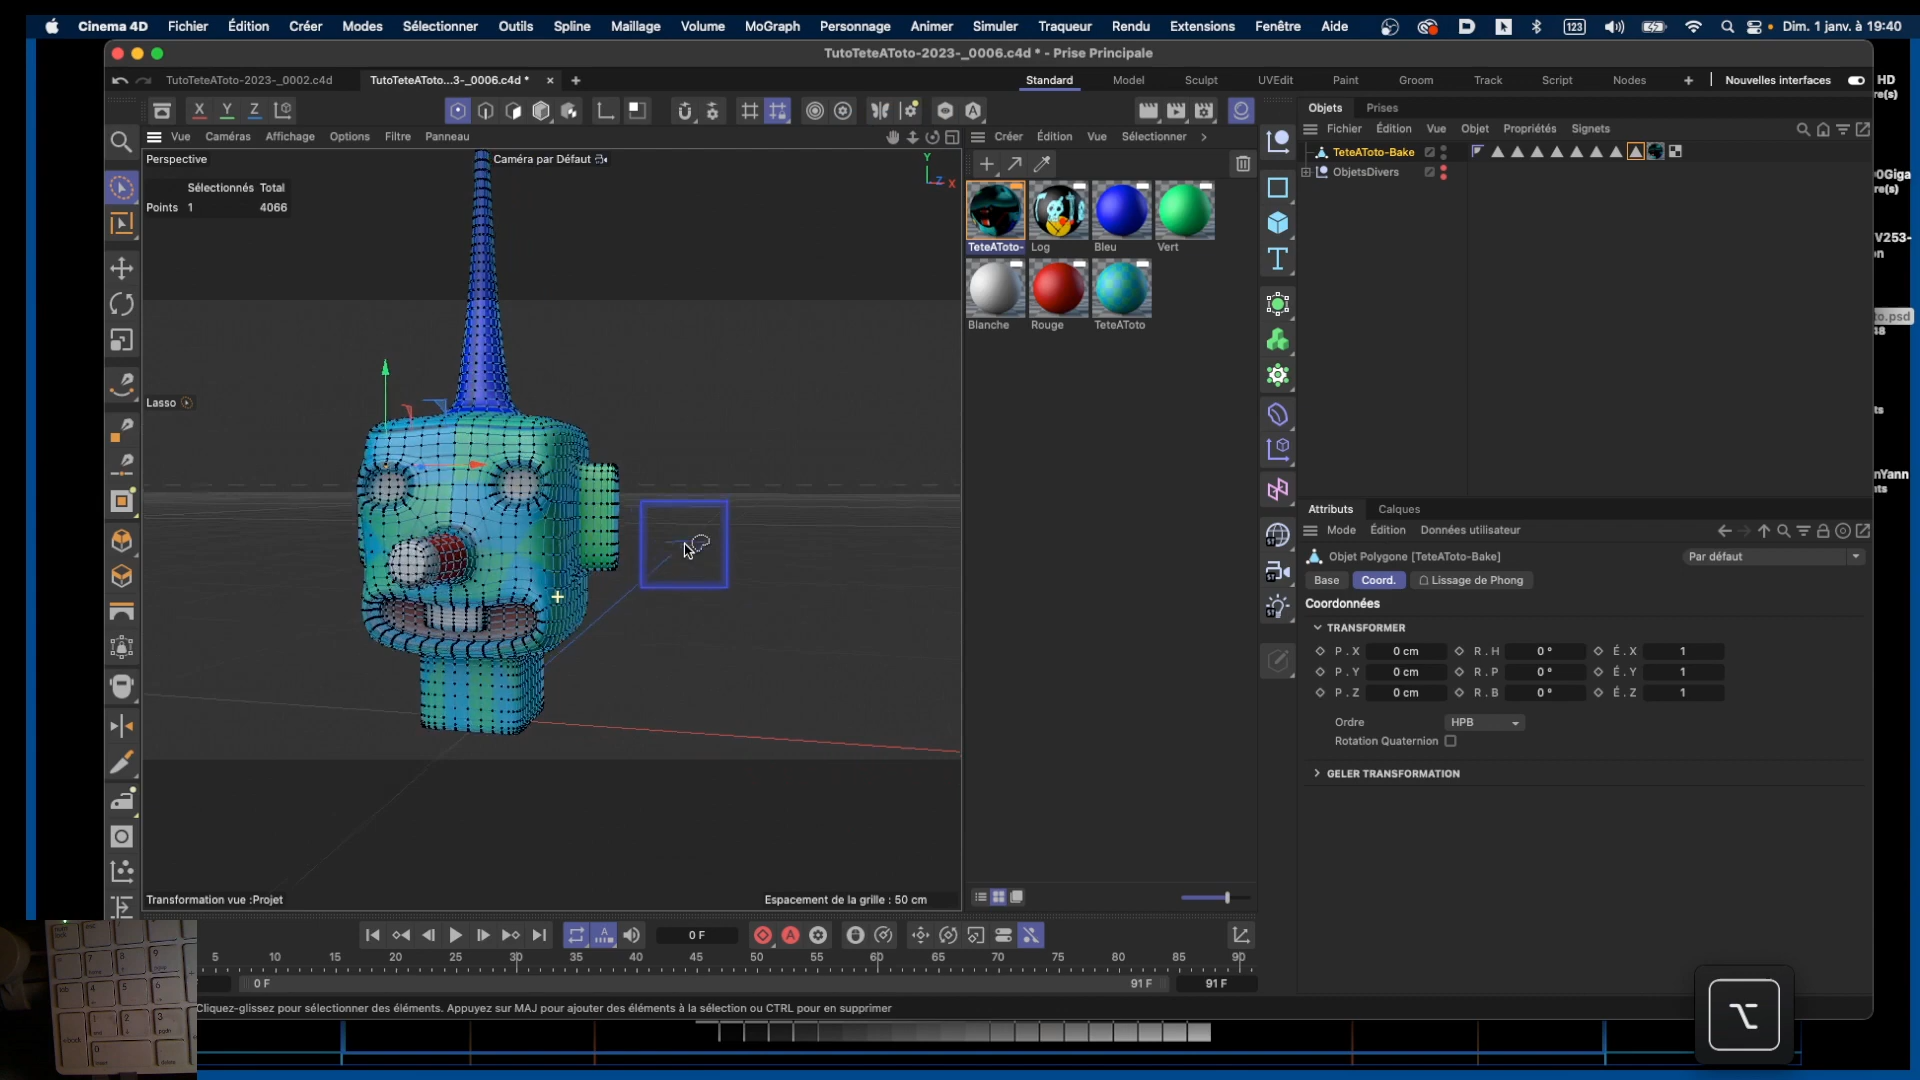 Cinema 4D Fichier Édition Créer Modes Sélectionner Outils Spline Maillage Volume MoGraph Personnage Animer Simuler Traqueur Rendu Extensions Fenêtre Aide 123 Dim. 1 janv. à 19:40
TutoTeteAToto-2023-_0006.c4d * - Prise Principale
TutoTeteAToto-2023-_0002.c4d TutoTeteAToto...3-_0006.c4d * Standard Model Sculpt UVEdit Paint Groom Track Script Nodes Nouvelles interfaces HD
X Y Z
Vue Caméras Affichage Options Filtre Panneau
Perspective Caméra par Défaut
Sélectionnés Total
Points 1 4066
Y
Z X
Lasso
Transformation vue :Projet Espacement de la grille : 50 cm
Créer Édition Vue Sélectionner
TeteAToto- Log Bleu Vert
Blanche Rouge TeteAToto
Objets Prises
Fichier Édition Vue Objet Propriétés Signets
TeteAToto-Bake
ObjetsDivers
Attributs Calques
Mode Édition Données utilisateur
Objet Polygone [TeteAToto-Bake] Par défaut
Base Coord. Lissage de Phong
Coordonnées
TRANSFORMER
P . X 0 cm R . H 0 ° É . X 1
P . Y 0 cm R . P 0 ° É . Y 1
P . Z 0 cm R . B 0 ° É . Z 1
Ordre HPB
Rotation Quaternion
GELER TRANSFORMATION
0 F
5 10 15 20 25 30 35 40 45 50 55 60 65 70 75 80 85 90
0 F 91 F 91 F
Cliquez-glissez pour sélectionner des éléments. Appuyez sur MAJ pour ajouter des éléments à la sélection ou CTRL pour en supprimer
⌥